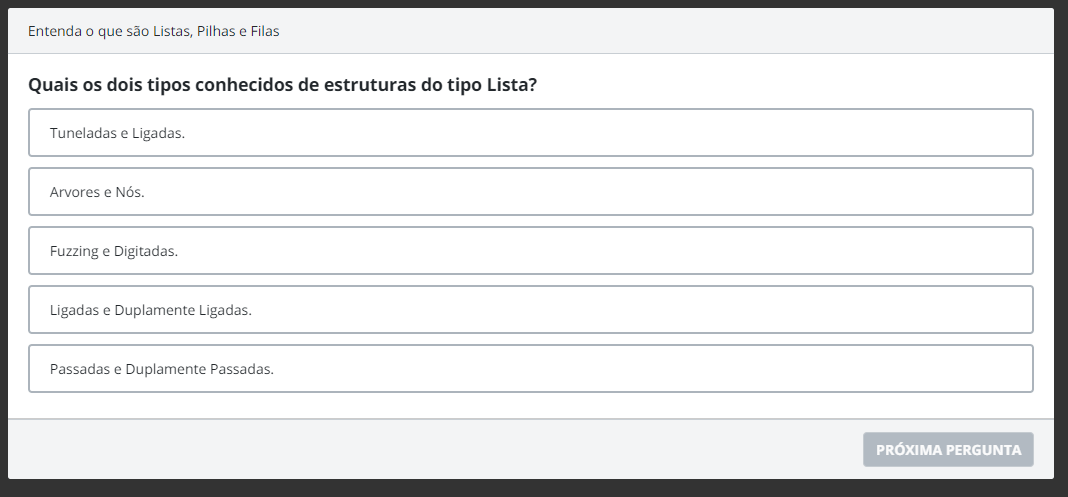 Entenda o que são Listas, Pilhas e Filas
Quais os dois tipos conhecidos de estruturas do tipo Lista?
Tuneladas e Ligadas.
Arvores e Nós.
Fuzzing e Digitadas.
Ligadas e Duplamente Ligadas.
Passadas e Duplamente Passadas.
PRÓXIMA PERGUNTA